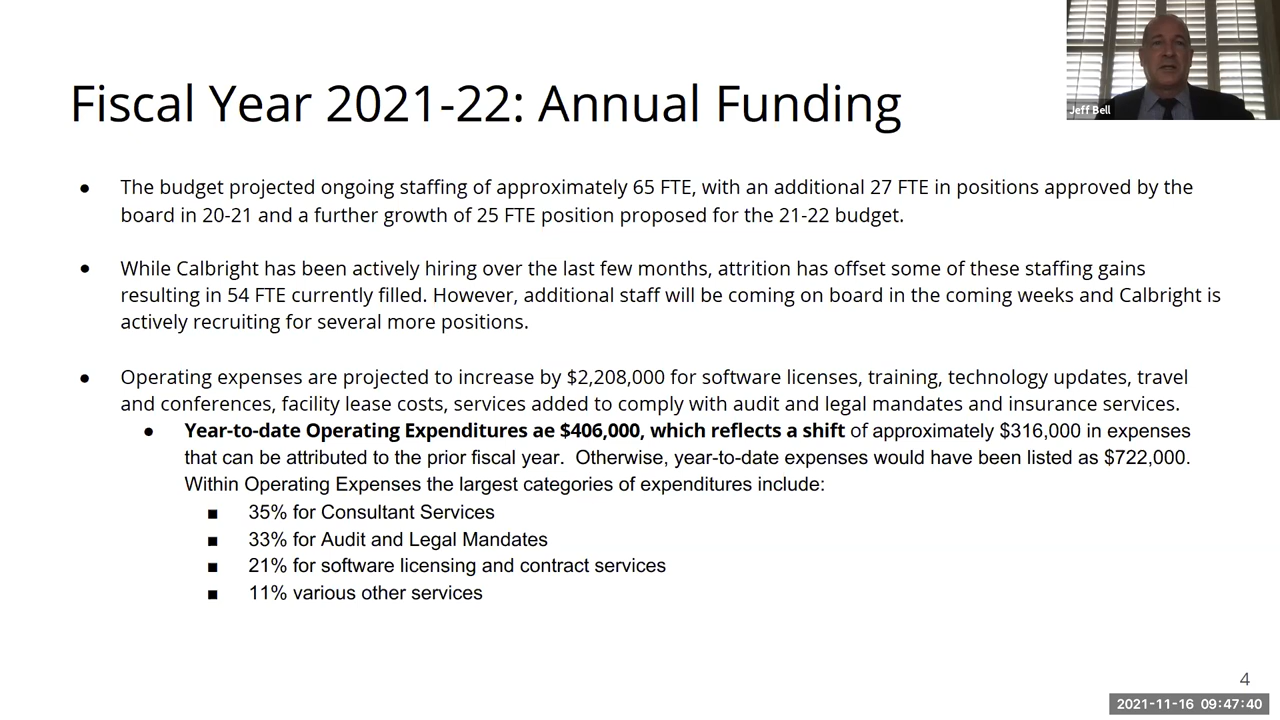 Jeff Bell
Fiscal Year 2021-22: Annual Funding
● The budget projected ongoing staffing of approximately 65 FTE, with an additional 27 FTE in positions approved by the
board in 20-21 and a further growth of 25 FTE position proposed for the 21-22 budget.
● While Calbright has been actively hiring over the last few months, attrition has offset some of these staffing gains
resulting in 54 FTE currently filled. However, additional staff will be coming on board in the coming weeks and Calbright is
actively recruiting for several more positions.
● Operating expenses are projected to increase by $2,208,000 for software licenses, training, technology updates, travel
and conferences, facility lease costs, services added to comply with audit and legal mandates and insurance services.
● Year-to-date Operating Expenditures ae $406,000, which reflects a shift of approximately $316,000 in expenses
that can be attributed to the prior fiscal year.  Otherwise, year-to-date expenses would have been listed as $722,000.
Within Operating Expenses the largest categories of expenditures include:
■ 35% for Consultant Services
■ 33% for Audit and Legal Mandates
■ 21% for software licensing and contract services
■ 11% various other services
4
2021-11-16 09:47:40